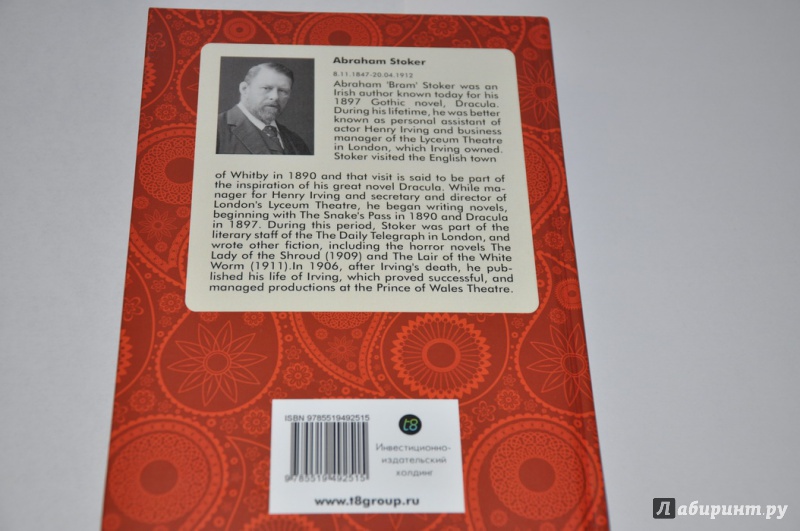 Abraham Stoker
8.11.1847-20.04.1912
Abraham 'Bram' Stoker was an
Irish author known today for his
1897 Gothic novel, Dracula.
During his lifetime, he was better
known as personal assistant of
actor Henry Irving and business
manager of the Lyceum Theatre
in London, which Irving owned.
Stoker visited the English town
of Whitby in 1890 and that visit is said to be part of
the inspiration of his great novel Dracula. While ma-
nager for Henry Irving and secretary and director of
London's Lyceum Theatre, he began writing novels,
beginning with The Snake's Pass in 1890 and Dracula
in 1897. During this period, Stoker was part of the
literary staff of the The Daily Telegraph in London, and
wrote other fiction, including the horror novels The
Lady of the Shroud (1909) and The Lair of the White
Worm (1911).In 1906, after Irving's death, he pub-
lished his life of Irving, which proved successful, and
managed productions at the Prince of Wales Theatre.
ISBN 9785519492515
9785519492515
t8
Инвестиционно-
издательский
холдинг
www.t8group.ru
Лабиринт.ру